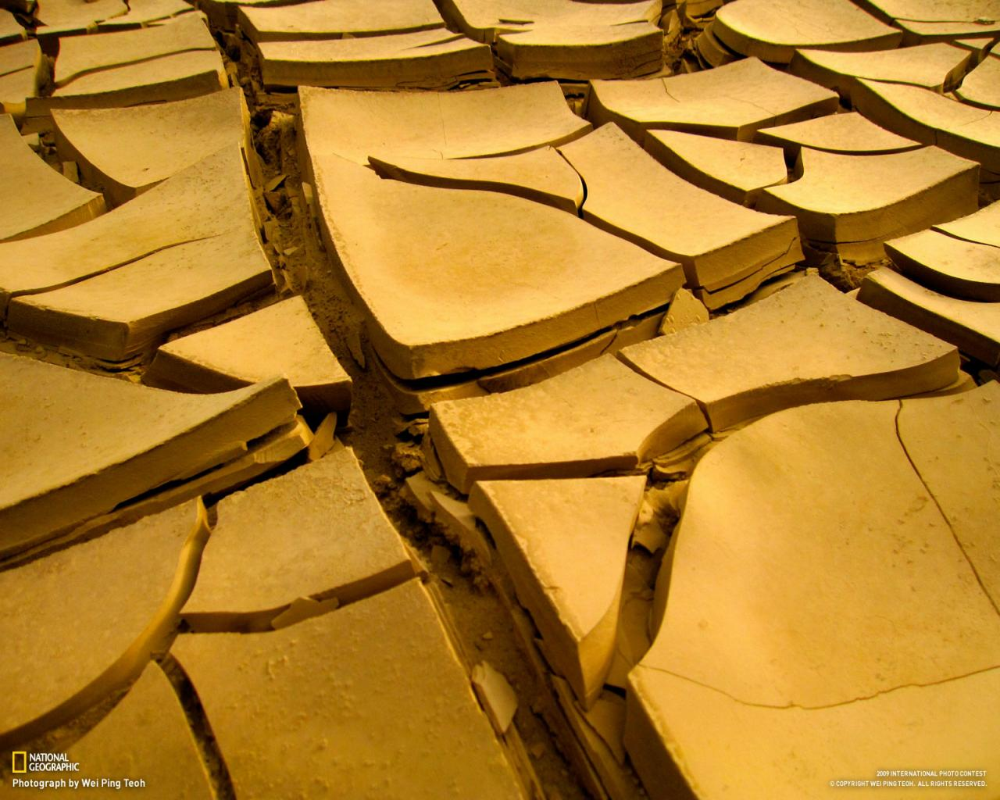 NATIONAL
GEOGRAPHIC
Photograph by Wei Ping Teoh
2009 INTERNATIONAL PHOTO CONTEST
© COPYRIGHT WEI PING TEOH. ALL RIGHTS RESERVED.